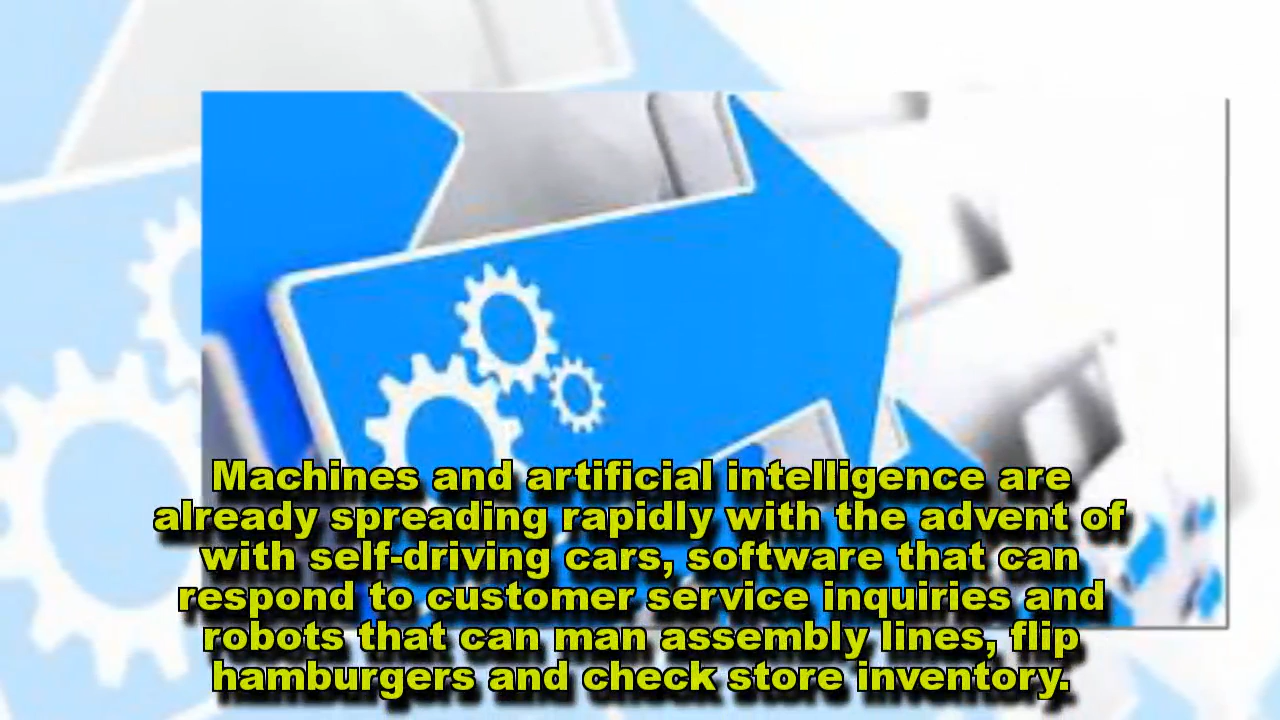 Machines and artificial intelligence are
already spreading rapidly with the advent of
with self-driving cars, software that can
respond to customer service inquiries and
robots that can man assembly lines, flip
hamburgers and check store inventory.